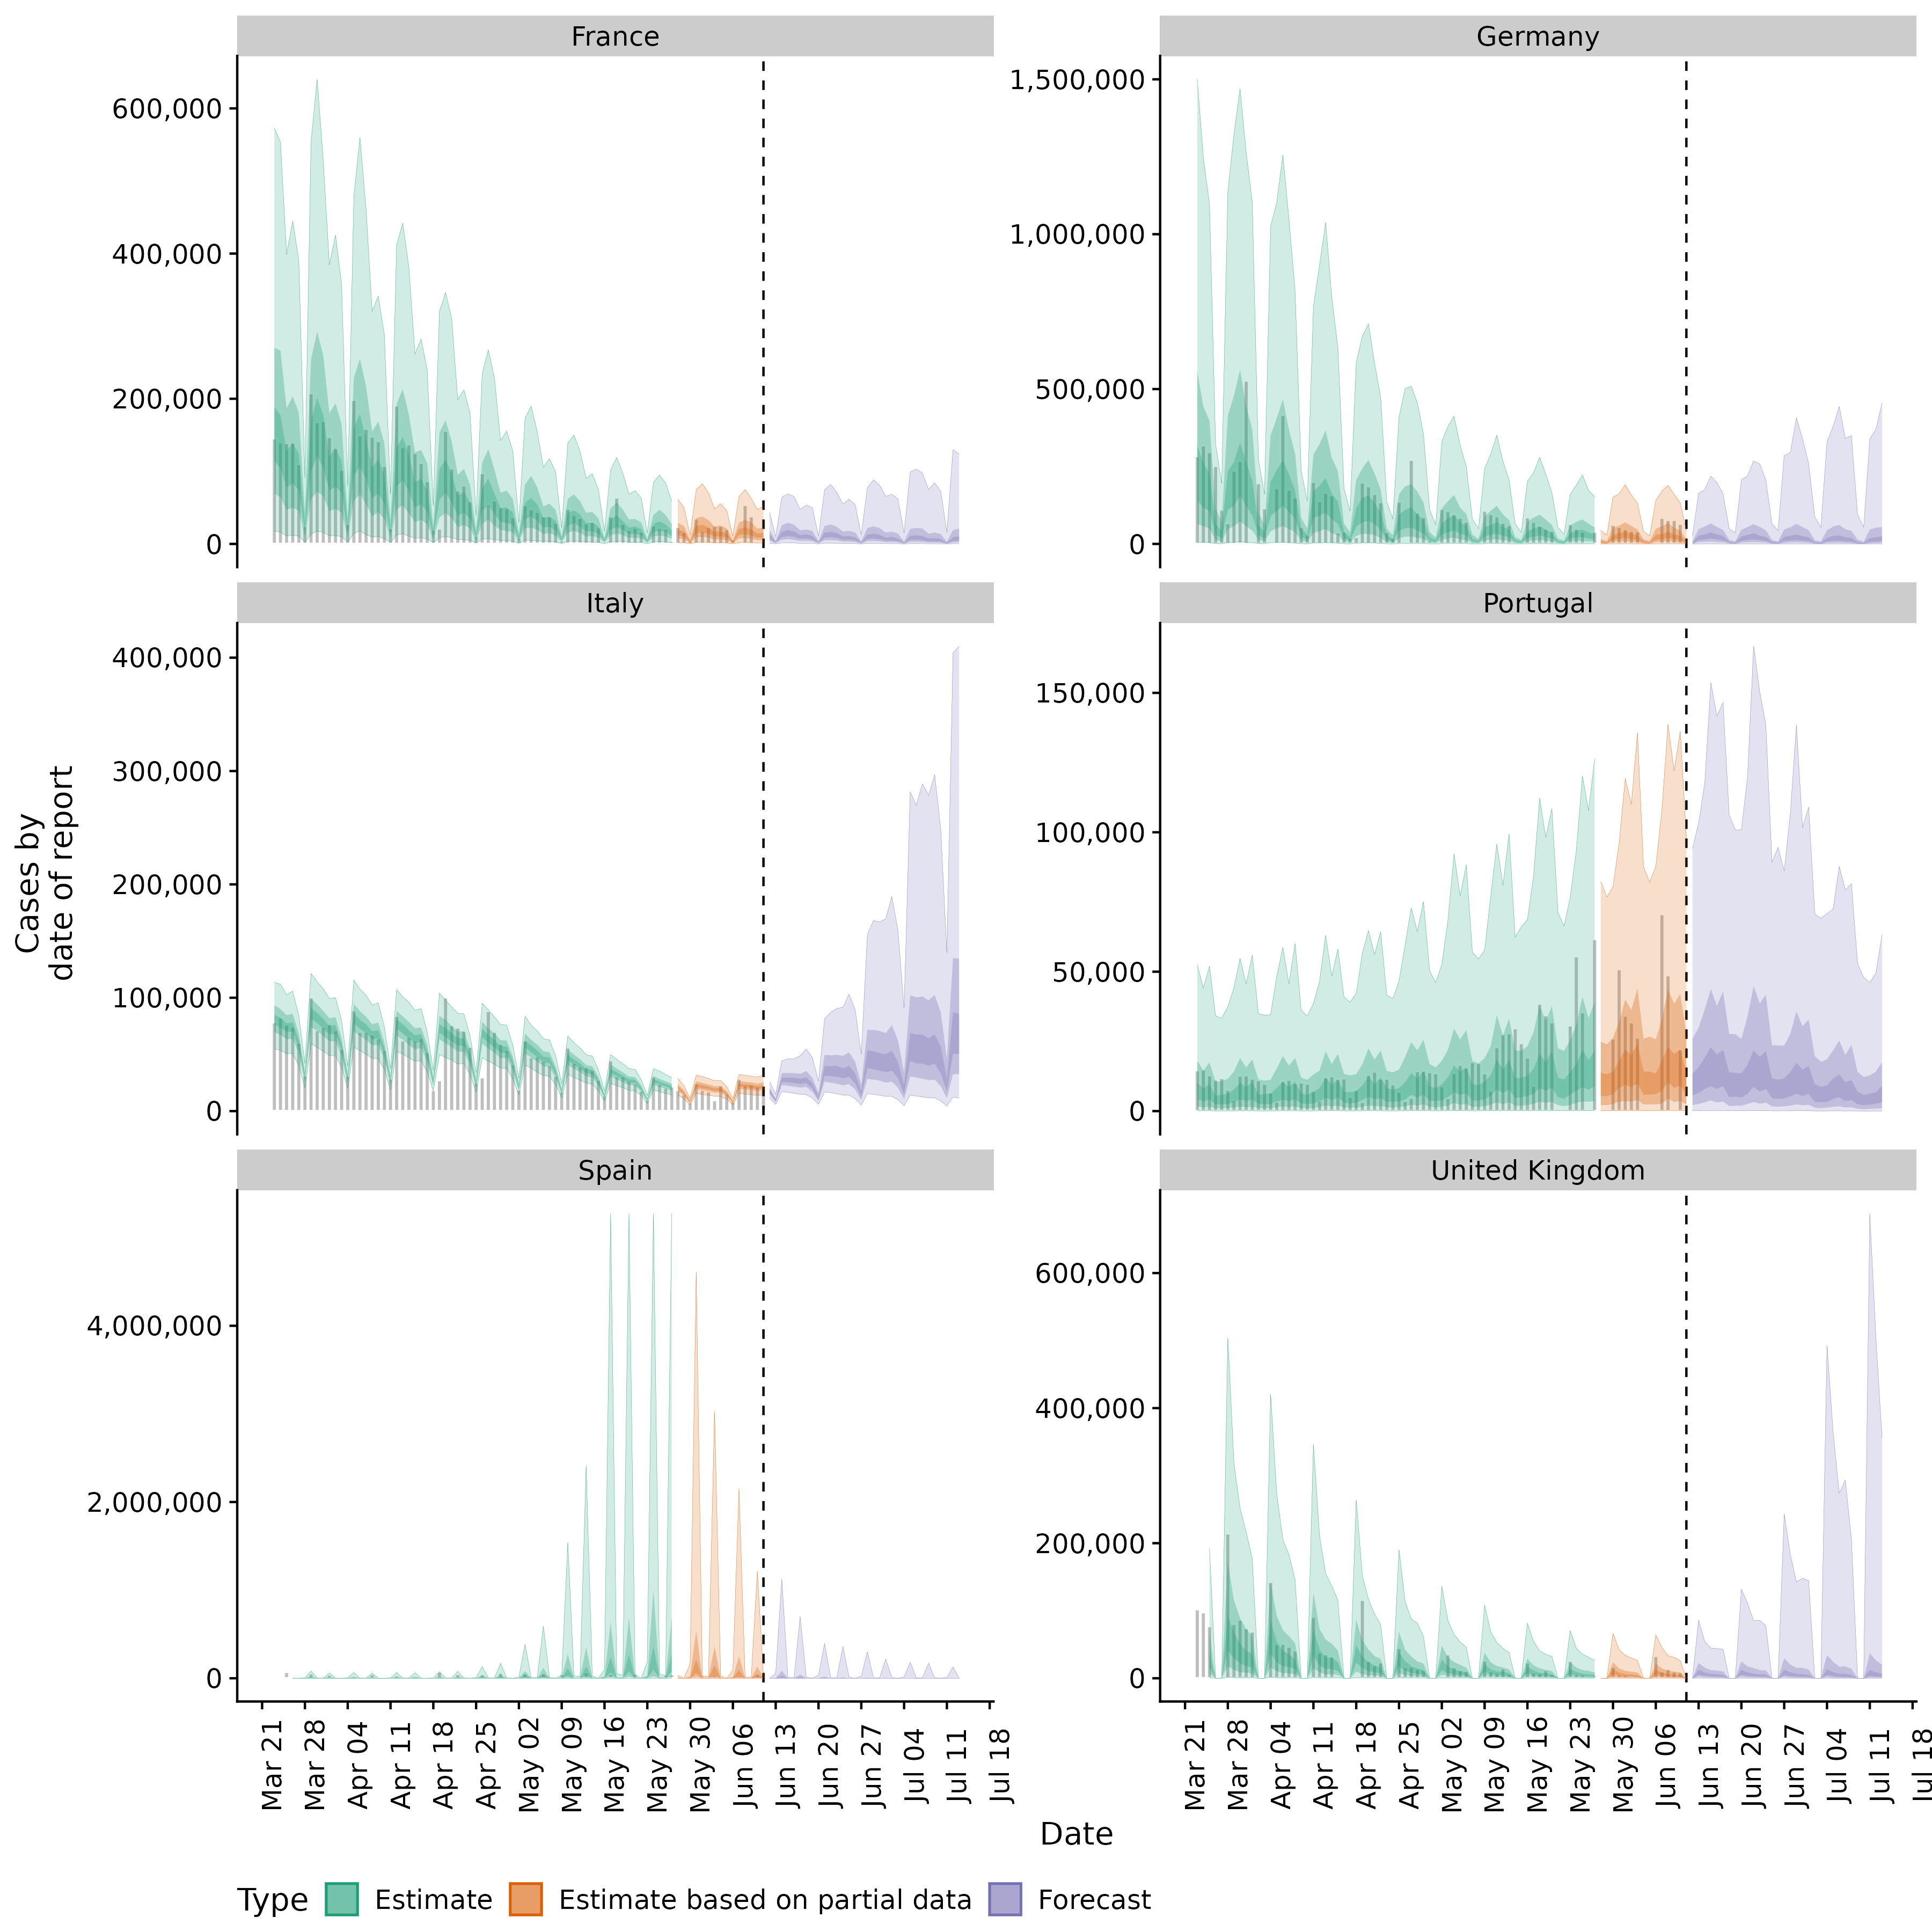 France
Germany
600,000
400,000
200,000
0
1,500,000
1,000,000
500,000
0
Italy
Portugal
400,000
300,000
200,000
100,000
0
150,000
100,000
50,000
0
Cases by
date of report
Spain
United Kingdom
4,000,000
2,000,000
0
600,000
400,000
200,000
0
Mar 21
Mar 28
Apr 04
Apr 11
Apr 18
Apr 25
May 02
May 09
May 16
May 23
May 30
Jun 06
Jun 13
Jun 20
Jun 27
Jul 04
Jul 11
Jul 18
Mar 21
Mar 28
Apr 04
Apr 11
Apr 18
Apr 25
May 02
May 09
May 16
May 23
May 30
Jun 06
Jun 13
Jun 20
Jun 27
Jul 04
Jul 11
Jul 18
Date
Type Estimate Estimate based on partial data Forecast